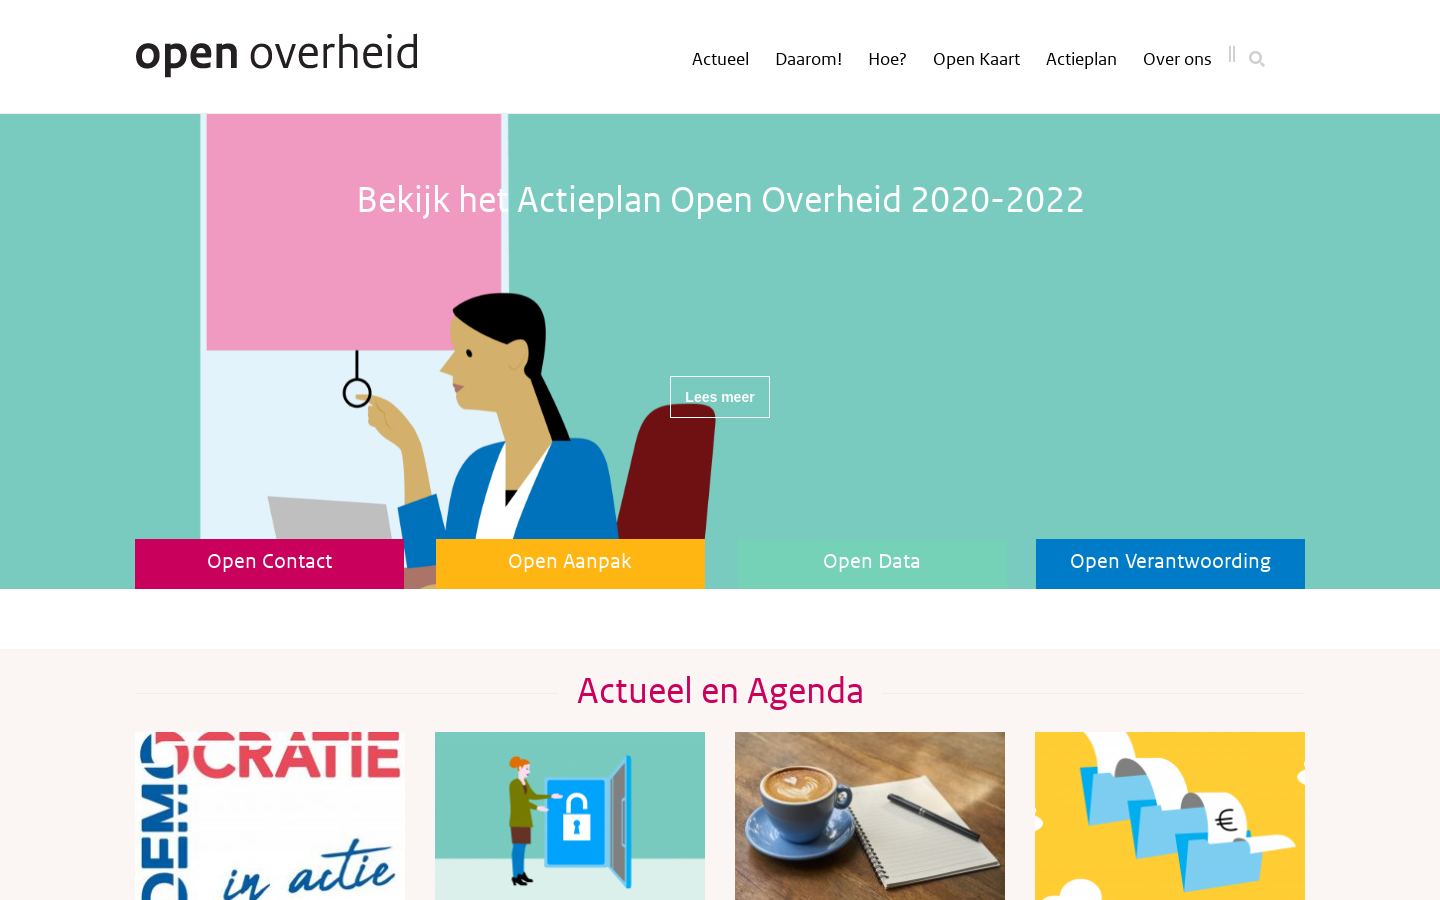 open overheid
Actueel
Daarom!
Hoe?
Open Kaart
Actieplan
Over ons
Bekijk het Actieplan Open Overheid 2020-2022
Lees meer
Open Contact
Open Aanpak
Open Data
Open Verantwoording
Actueel en Agenda
DEMOCRATIE
in actie
€